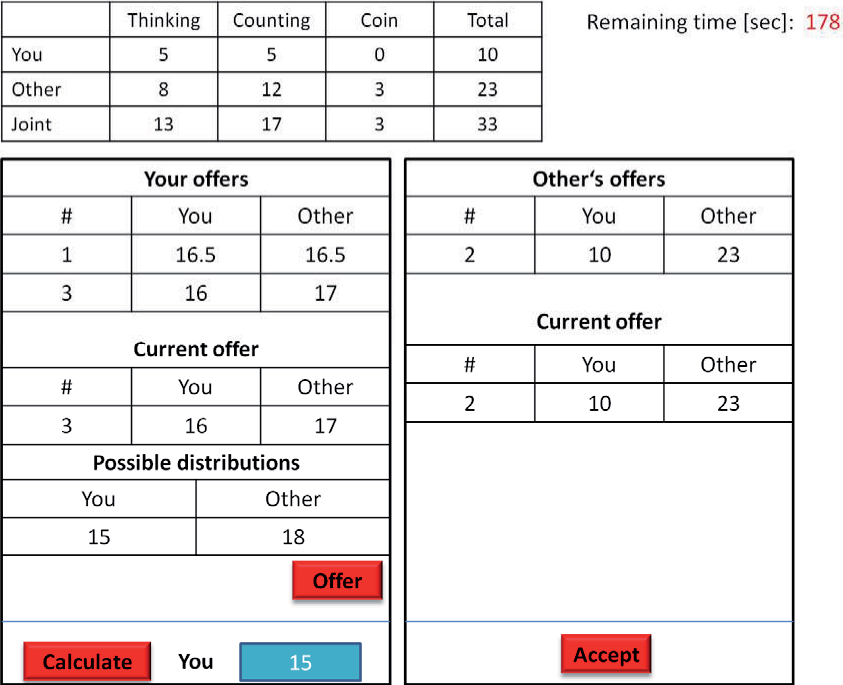 Thinking Counting Coin Total
You 5 5 0 10
Other 8 12 3 23
Joint 13 17 3 33
Remaining time [sec]: 178
Your offers
# You Other
1 16.5 16.5
3 16 17
Current offer
# You Other
3 16 17
Possible distributions
You Other
15 18
Offer
Calculate You 15
Other‘s offers
# You Other
2 10 23
Current offer
# You Other
2 10 23
Accept